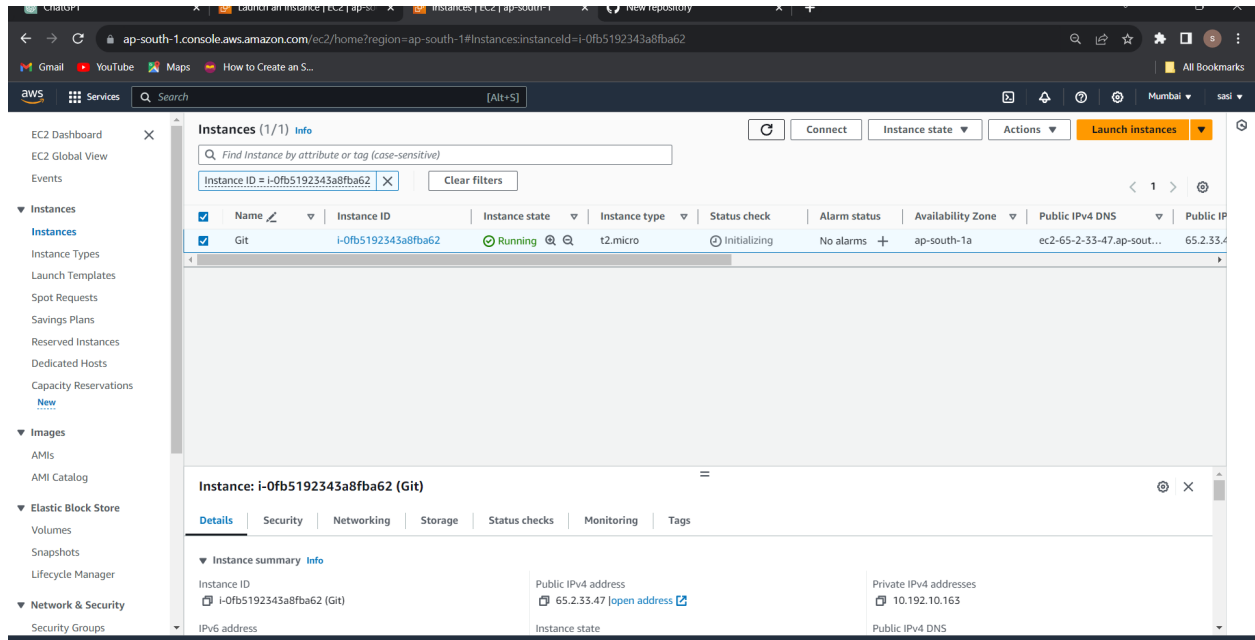 ChatGPT
Launch an instance | EC2 | ap-sou
Instances | EC2 | ap-south-1
New repository
ap-south-1.console.aws.amazon.com/ec2/home?region=ap-south-1#Instances:instanceId=i-0fb5192343a8fba62
s
Gmail YouTube Maps How to Create an S... All Bookmarks
aws Services Search [Alt+S] Mumbai sasi
EC2 Dashboard
EC2 Global View
Events
Instances
Instances
Instance Types
Launch Templates
Spot Requests
Savings Plans
Reserved Instances
Dedicated Hosts
Capacity Reservations
New
Images
AMIs
AMI Catalog
Elastic Block Store
Volumes
Snapshots
Lifecycle Manager
Network & Security
Security Groups
Instances (1/1) Info Connect Instance state Actions Launch instances
Find Instance by attribute or tag (case-sensitive)
Instance ID = i-0fb5192343a8fba62 Clear filters
1
Name Instance ID Instance state Instance type Status check Alarm status Availability Zone Public IPv4 DNS Public IP
Git i-0fb5192343a8fba62 Running t2.micro Initializing No alarms ap-south-1a ec2-65-2-33-47.ap-sout... 65.2.33.4
Instance: i-0fb5192343a8fba62 (Git)
Details Security Networking Storage Status checks Monitoring Tags
Instance summary Info
Instance ID Public IPv4 address Private IPv4 addresses
i-0fb5192343a8fba62 (Git) 65.2.33.47 |open address 10.192.10.163
IPv6 address Instance state Public IPv4 DNS